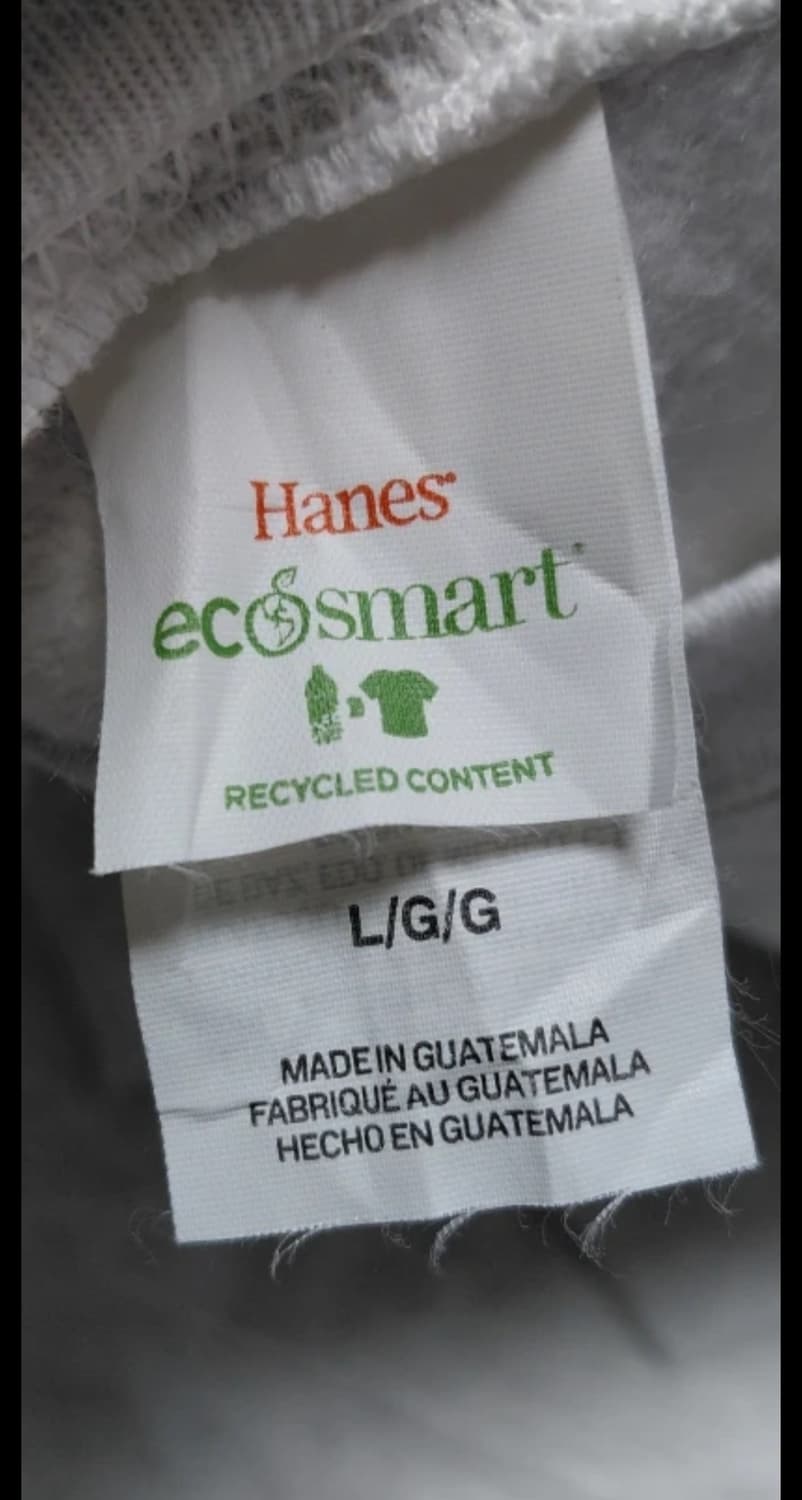 Hanes®
ecosmart®
RECYCLED CONTENT
L/G/G
MADE IN GUATEMALA
FABRIQUÉ AU GUATEMALA
HECHO EN GUATEMALA